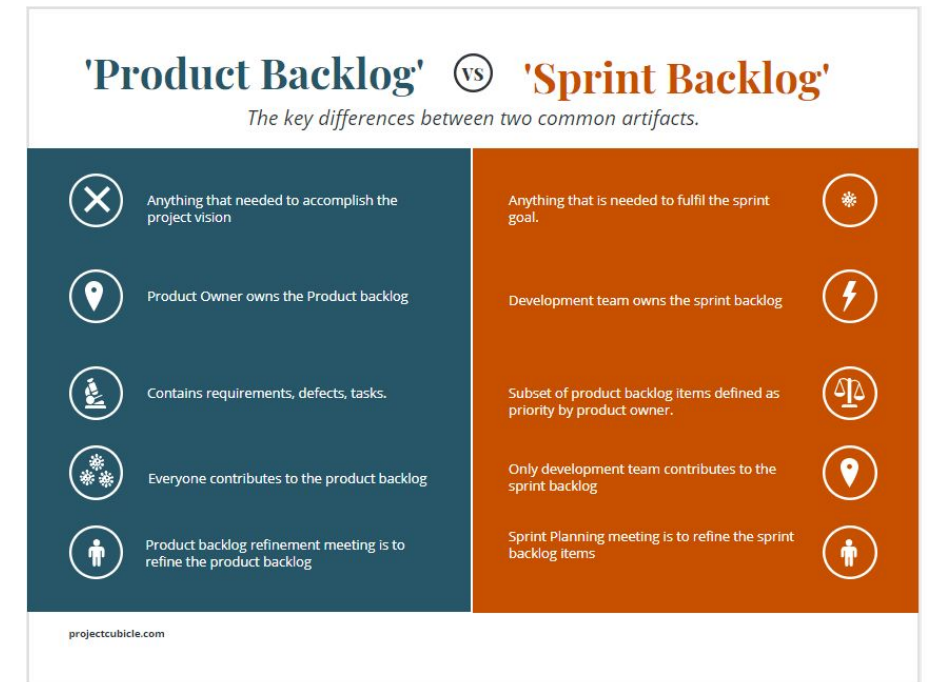 'Product Backlog' VS 'Sprint Backlog'
The key differences between two common artifacts.
Anything that needed to accomplish the
project vision
Anything that is needed to fulfil the sprint
goal.
Product Owner owns the Product backlog
Development team owns the sprint backlog
Contains requirements, defects, tasks.
Subset of product backlog items defined as
priority by product owner.
Everyone contributes to the product backlog
Only development team contributes to the
sprint backlog
Product backlog refinement meeting is to
refine the product backlog
Sprint Planning meeting is to refine the sprint
backlog items
projectcubicle.com